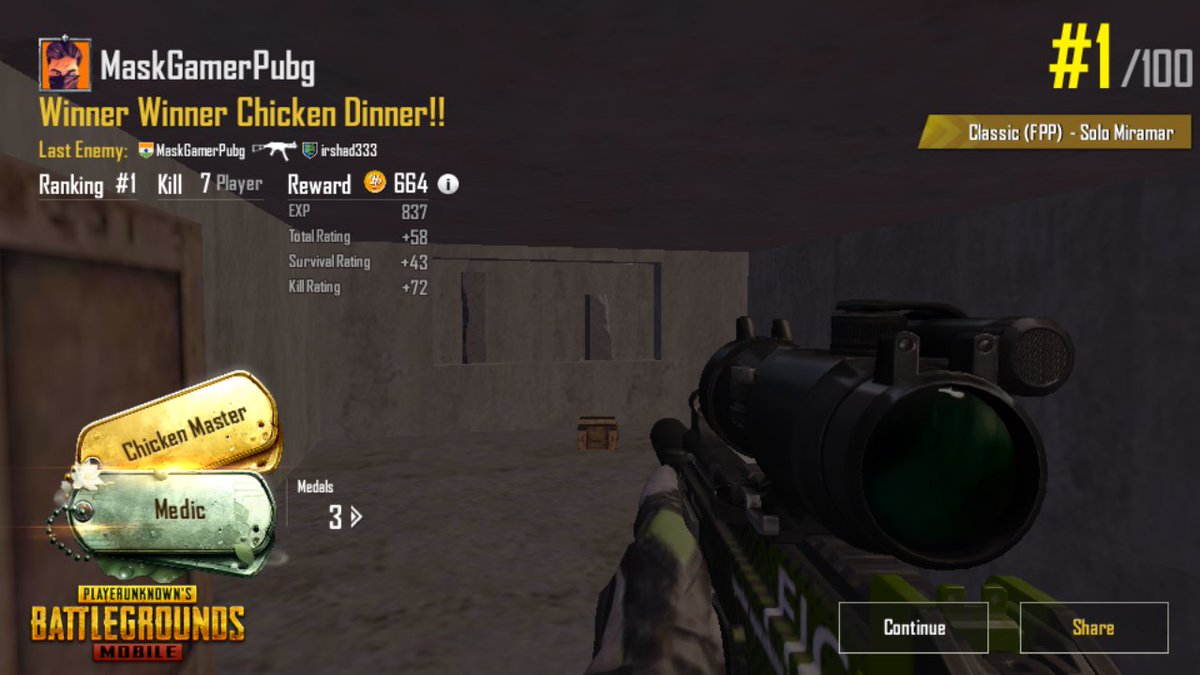 MaskGamerPubg
Winner Winner Chicken Dinner!!
Last Enemy: MaskGamerPubg irshad333
Ranking #1 Kill 7 Player Reward 664 i
EXP 837
Total Rating +58
Survival Rating +43
Kill Rating +72
#1/100
Classic (FPP) - Solo Miramar
Chicken Master
Medic
Medals
3
PLAYERUNKNOWN'S
BATTLEGROUNDS
MOBILE
Continue
Share